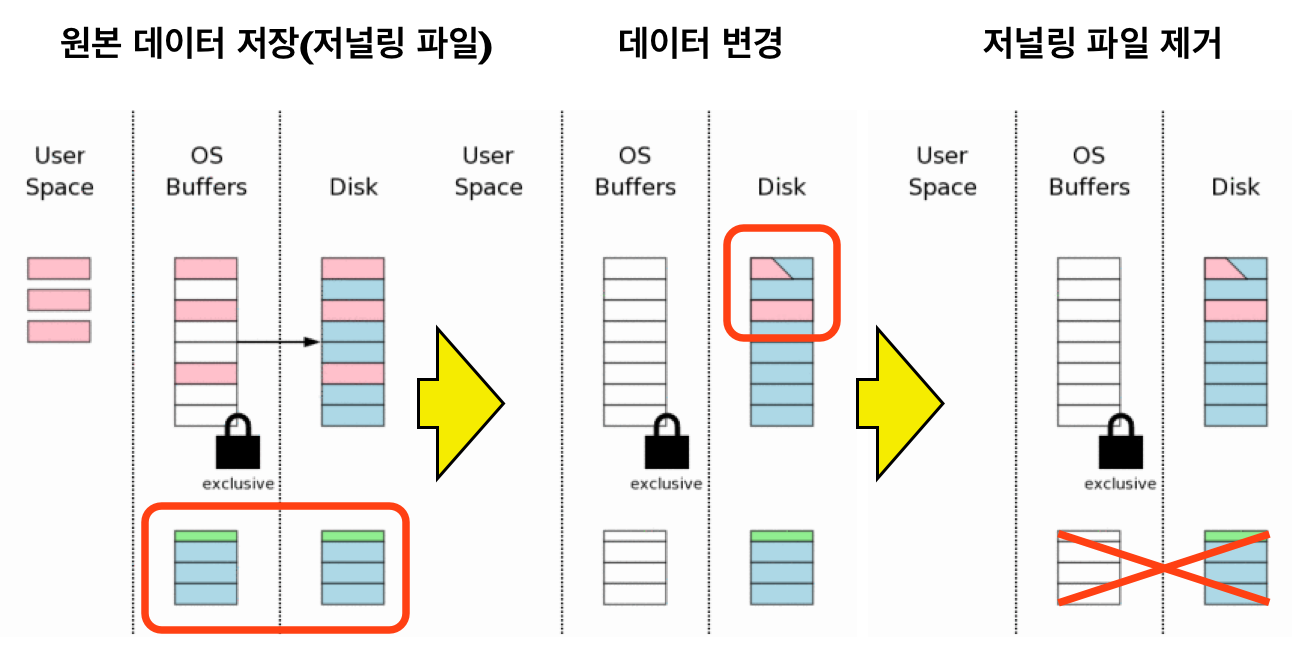 원본 데이터 저장(저널링 파일)
데이터 변경
저널링 파일 제거
User
Space
OS
Buffers
Disk
exclusive
User
Space
OS
Buffers
Disk
exclusive
User
Space
OS
Buffers
Disk
exclusive